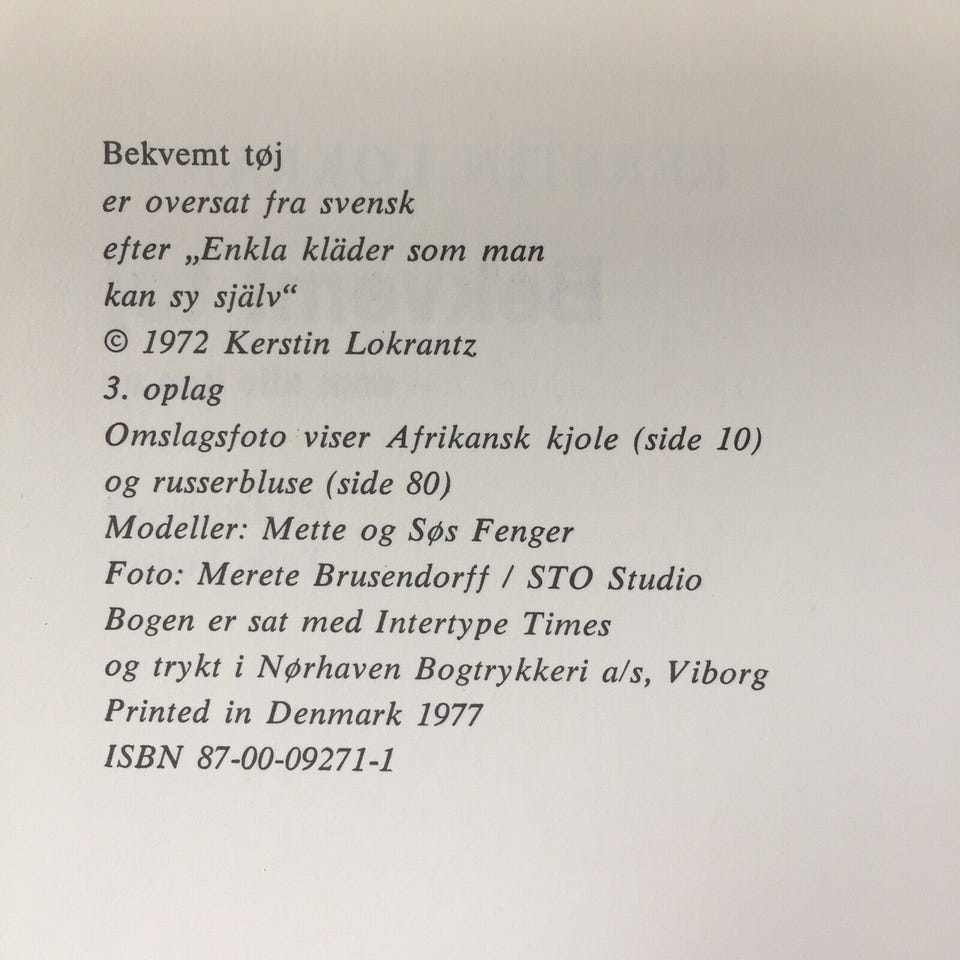 Bekvemt tøj
er oversat fra svensk
efter „Enkla kläder som man
kan sy själv“
© 1972 Kerstin Lokrantz
3. oplag
Omslagsfoto viser Afrikansk kjole (side 10)
og russerbluse (side 80)
Modeller: Mette og Søs Fenger
Foto: Merete Brusendorff / STO Studio
Bogen er sat med Intertype Times
og trykt i Nørhaven Bogtrykkeri a/s, Viborg
Printed in Denmark 1977
ISBN 87-00-09271-1